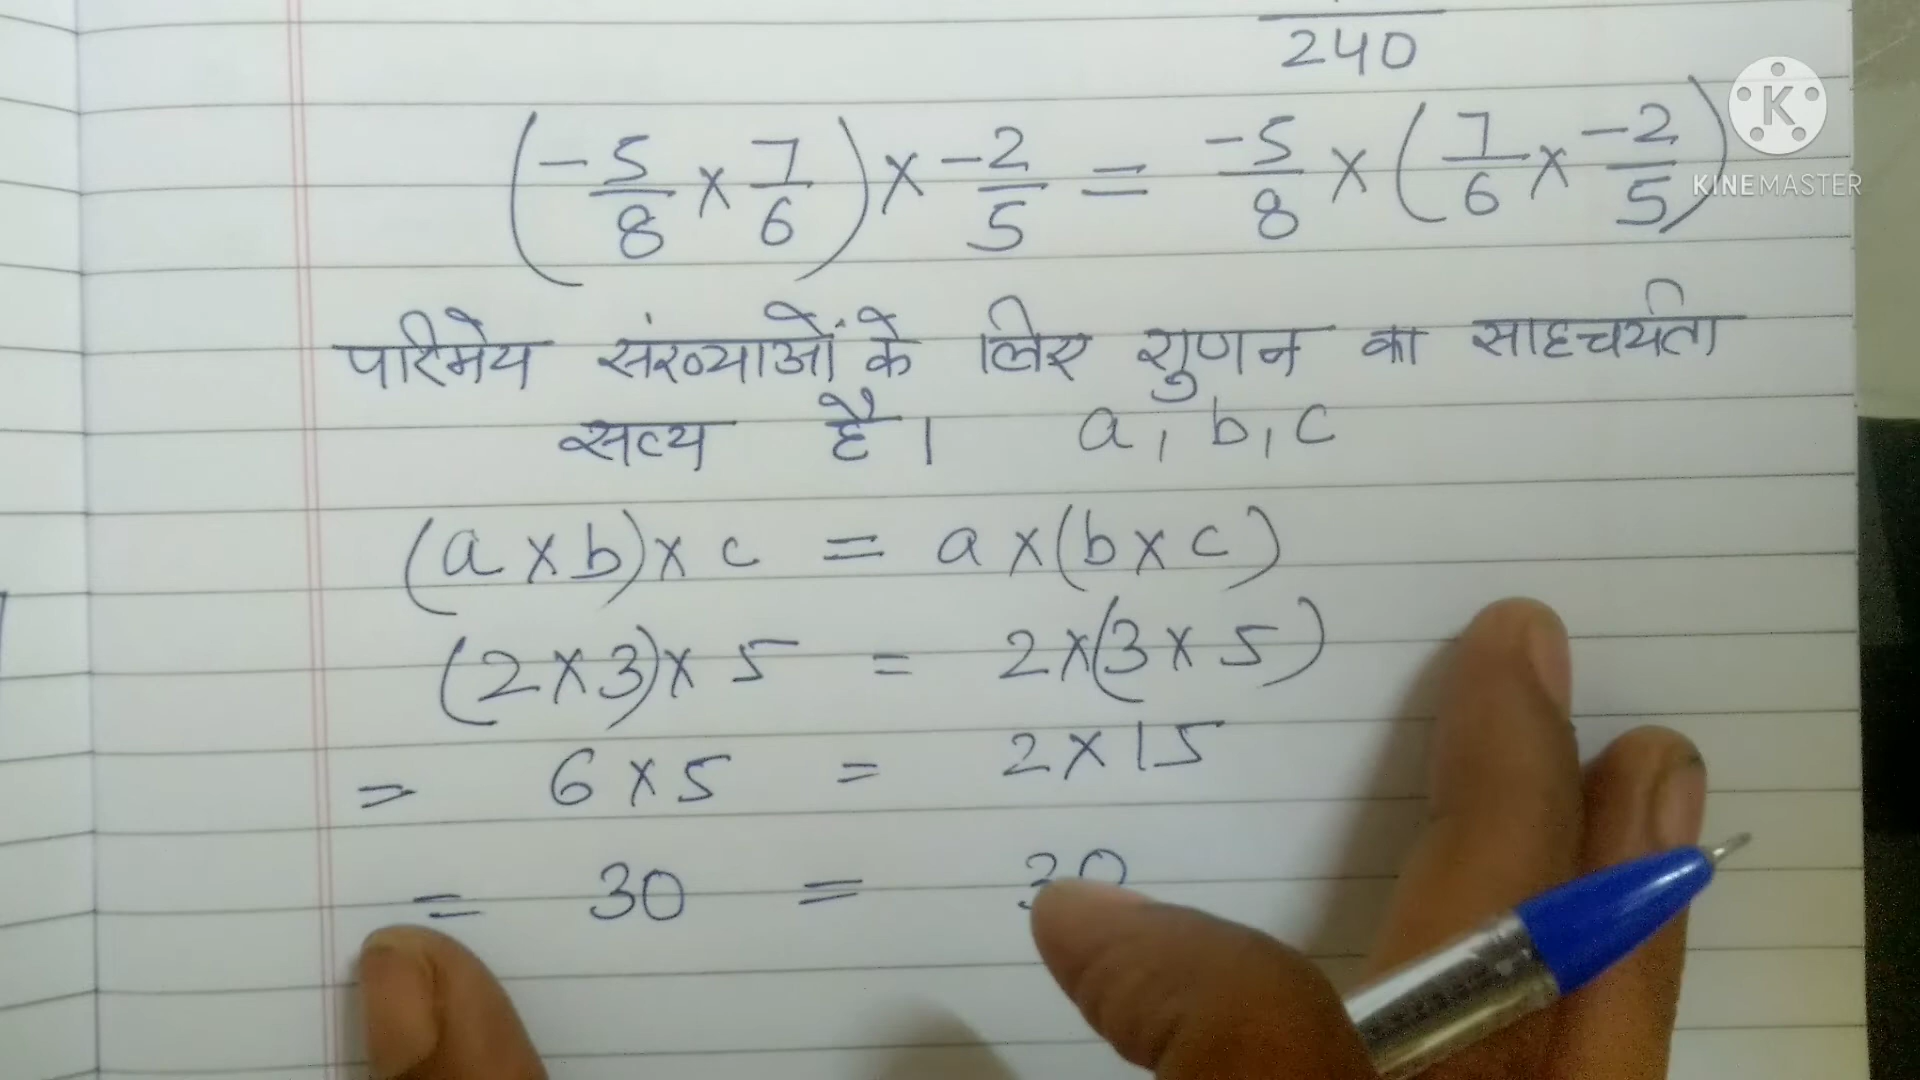 240
(-5/8 × 7/6) × -2/5 = -5/8 × (7/6 × -2/5)
KINEMASTER
परिमेय संख्याओं के लिए गुणन का साहचर्यता
सत्य है। a, b, c
(a × b) × c = a × (b × c)
(2 × 3) × 5 = 2 × (3 × 5)
= 6 × 5 = 2 × 15
= 30 = 30